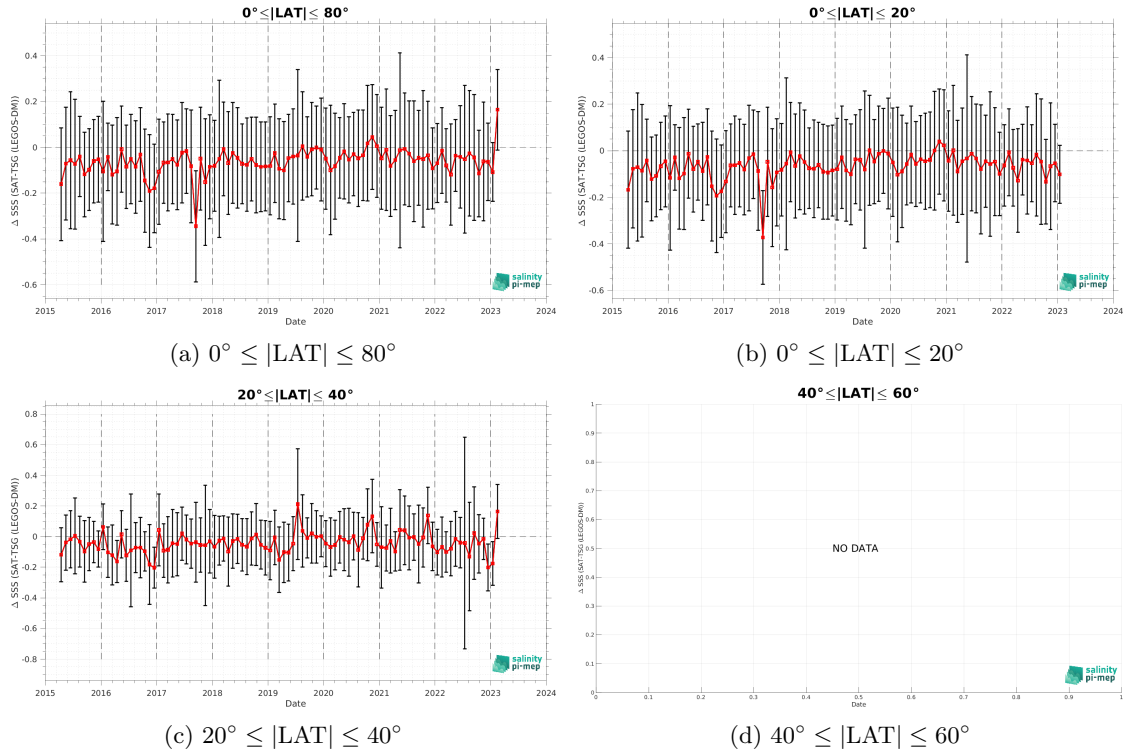 0°≤|LAT|≤ 80°
0.4
0.2
0
-0.2
-0.4
-0.6
Δ SSS (SAT-TSG (LEGOS-DM))
2015 2016 2017 2018 2019 2020 2021 2022 2023 2024
Date
salinity
pi-mep
(a) 0° ≤ |LAT| ≤ 80°
0°≤|LAT|≤ 20°
0.4
0.2
0
-0.2
-0.4
-0.6
Δ SSS (SAT-TSG (LEGOS-DM))
2015 2016 2017 2018 2019 2020 2021 2022 2023 2024
Date
salinity
pi-mep
(b) 0° ≤ |LAT| ≤ 20°
20°≤|LAT|≤ 40°
0.8
0.6
0.4
0.2
0
-0.2
-0.4
-0.6
-0.8
Δ SSS (SAT-TSG (LEGOS-DM))
2015 2016 2017 2018 2019 2020 2021 2022 2023 2024
Date
salinity
pi-mep
(c) 20° ≤ |LAT| ≤ 40°
40°≤|LAT|≤ 60°
1
0.9
0.8
0.7
0.6
0.5
0.4
0.3
0.2
0.1
0
Δ SSS (SAT-TSG (LEGOS-DM))
NO DATA
0 0.1 0.2 0.3 0.4 0.5 0.6 0.7 0.8 0.9 1
Date
salinity
pi-mep
(d) 40° ≤ |LAT| ≤ 60°